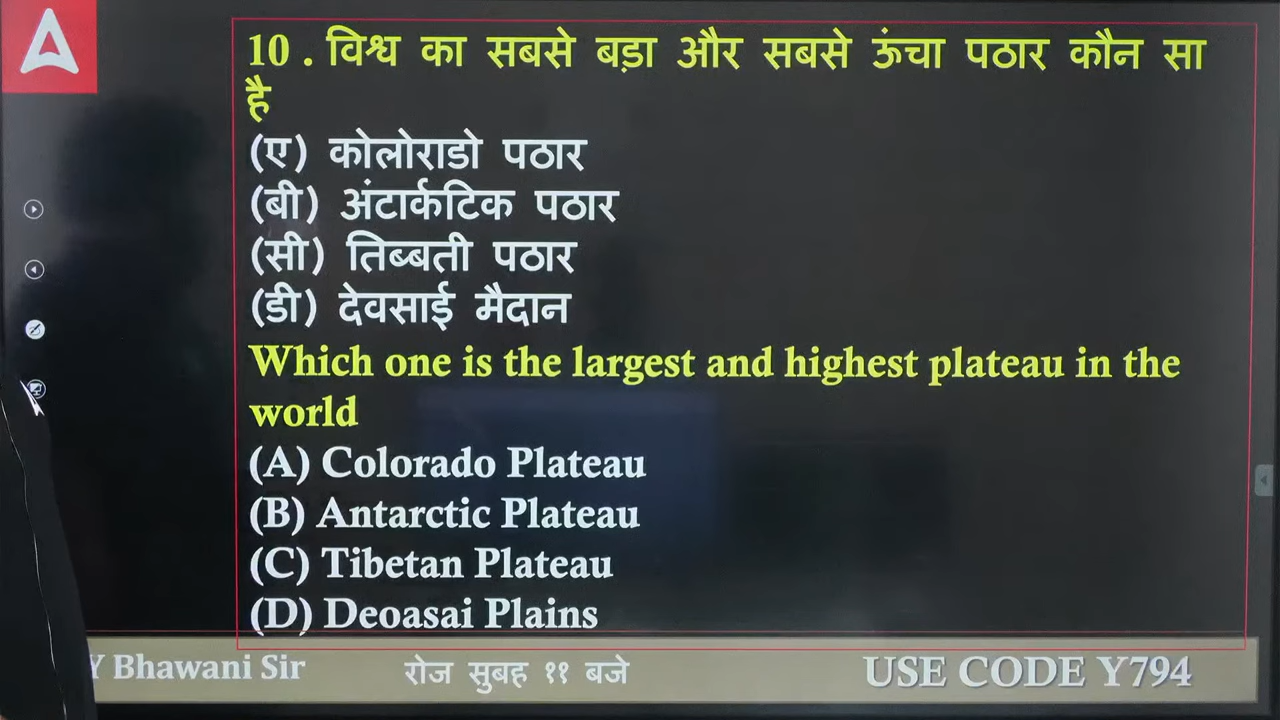 10 . विश्व का सबसे बड़ा और सबसे ऊंचा पठार कौन सा
है
(ए) कोलोराडो पठार
(बी) अंटार्कटिक पठार
(सी) तिब्बती पठार
(डी) देवसाई मैदान
Which one is the largest and highest plateau in the
world
(A) Colorado Plateau
(B) Antarctic Plateau
(C) Tibetan Plateau
(D) Deoasai Plains
Y Bhawani Sir रोज सुबह ११ बजे USE CODE Y794